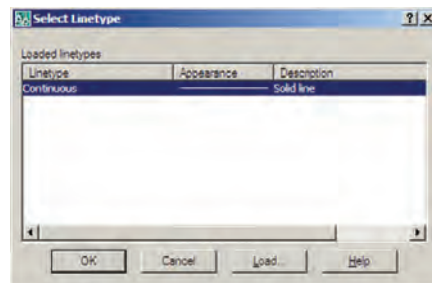 Select Linetype
Loaded linetypes
Linetype Appearance Description
Continuous Solid line
OK Cancel Load... Help